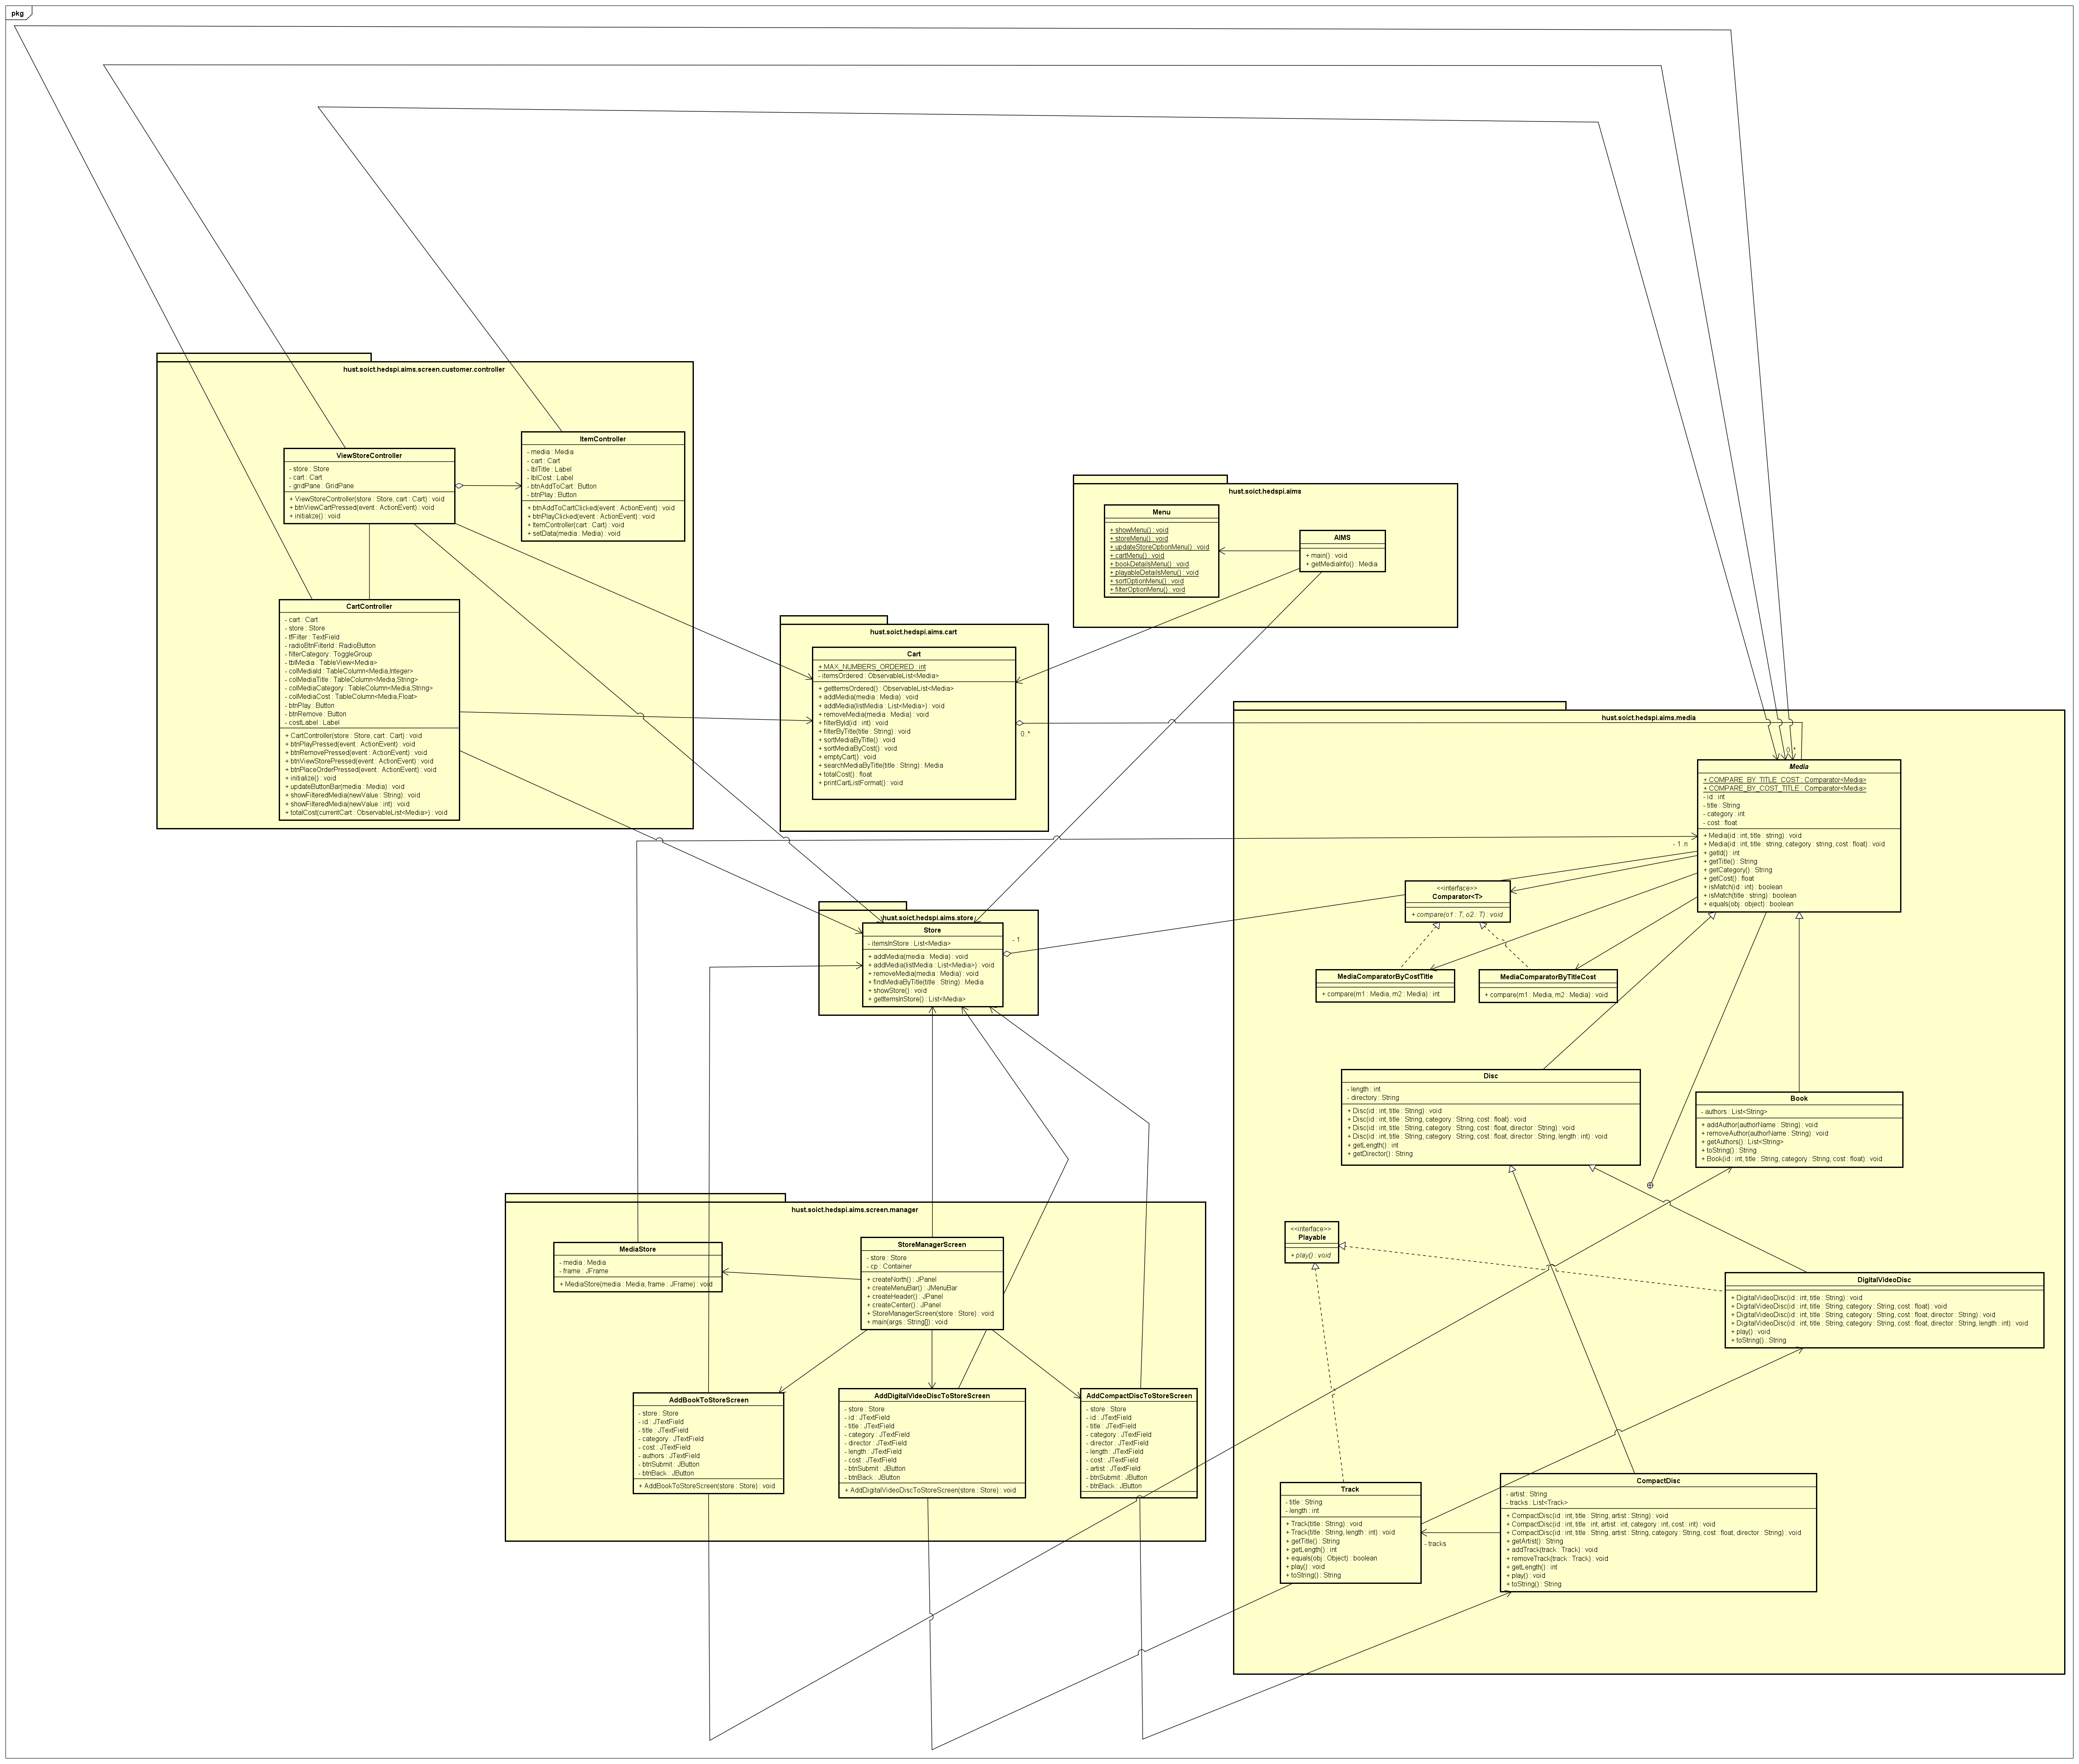 pkg
hust.soict.hedspi.aims.screen.customer.controller
ViewStoreController
- store : Store
- cart : Cart
- gridPane : GridPane
+ ViewStoreController(store : Store, cart : Cart) : void
+ btnViewCartPressed(event : ActionEvent) : void
+ initialize() : void
ItemController
- media : Media
- cart : Cart
- lblTitle : Label
- lblCost : Label
- btnAddToCart : Button
- btnPlay : Button
+ btnAddToCartClicked(event : ActionEvent) : void
+ btnPlayClicked(event : ActionEvent) : void
+ ItemController(cart : Cart) : void
+ setData(media : Media) : void
CartController
- cart : Cart
- store : Store
- tfFilter : TextField
- radioBtnFilterId : RadioButton
- filterCategory : ToggleGroup
- tblMedia : TableView<Media>
- colMediaId : TableColumn<Media,Integer>
- colMediaTitle : TableColumn<Media,String>
- colMediaCategory : TableColumn<Media,String>
- colMediaCost : TableColumn<Media,Float>
- btnPlay : Button
- btnRemove : Button
- costLabel : Label
+ CartController(store : Store, cart : Cart) : void
+ btnPlayPressed(event : ActionEvent) : void
+ btnRemovePressed(event : ActionEvent) : void
+ btnViewStorePressed(event : ActionEvent) : void
+ btnPlaceOrderPressed(event : ActionEvent) : void
+ initialize() : void
+ updateButtonBar(media : Media) : void
+ showFilteredMedia(newValue : String) : void
+ showFilteredMedia(newValue : int) : void
+ totalCost(currentCart : ObservableList<Media>) : void
hust.soict.hedspi.aims
Menu
+ showMenu() : void
+ storeMenu() : void
+ updateStoreOptionMenu() : void
+ cartMenu() : void
+ bookDetailsMenu() : void
+ playableDetailsMenu() : void
+ sortOptionMenu() : void
+ filterOptionMenu() : void
AIMS
+ main() : void
+ getMediaInfo() : Media
hust.soict.hedspi.aims.cart
Cart
+ MAX_NUMBERS_ORDERED : int
- itemsOrdered : ObservableList<Media>
+ getItemsOrdered() : ObservableList<Media>
+ addMedia(media : Media) : void
+ addMedia(listMedia : List<Media>) : void
+ removeMedia(media : Media) : void
+ filterById(id : int) : void
+ filterByTitle(title : String) : void
+ sortMediaByTitle() : void
+ sortMediaByCost() : void
+ emptyCart() : void
+ searchMediaByTitle(title : String) : Media
+ totalCost() : float
+ printCartListFormat() : void
0..*
hust.soict.hedspi.aims.media
0..*
Media
+ COMPARE_BY_TITLE_COST : Comparator<Media>
+ COMPARE_BY_COST_TITLE : Comparator<Media>
- id : int
- title : String
- category : int
- cost : float
+ Media(id : int, title : string) : void
+ Media(id : int, title : string, category : string, cost : float) : void
+ getId() : int
+ getTitle() : String
+ getCategory() : String
+ getCost() : float
+ isMatch(id : int) : boolean
+ isMatch(title : string) : boolean
+ equals(obj : object) : boolean
- 1..n
<<interface>>
Comparator<T>
+ compare(o1 : T, o2 : T) : void
MediaComparatorByCostTitle
+ compare(m1 : Media, m2 : Media) : int
MediaComparatorByTitleCost
+ compare(m1 : Media, m2 : Media) : void
hust.soict.hedspi.aims.store
Store
- itemsInStore : List<Media>
+ addMedia(media : Media) : void
+ addMedia(listMedia : List<Media>) : void
+ removeMedia(media : Media) : void
+ findMediaByTitle(title : String) : Media
+ showStore() : void
+ getItemsInStore() : List<Media>
- 1
Disc
- length : int
- directory : String
+ Disc(id : int, title : String) : void
+ Disc(id : int, title : String, category : String, cost : float) : void
+ Disc(id : int, title : String, category : String, cost : float, director : String) : void
+ Disc(id : int, title : String, category : String, cost : float, director : String, length : int) : void
+ getLength() : int
+ getDirector() : String
Book
- authors : List<String>
+ addAuthor(authorName : String) : void
+ removeAuthor(authorName : String) : void
+ getAuthors() : List<String>
+ toString() : String
+ Book(id : int, title : String, category : String, cost : float) : void
<<interface>>
Playable
+ play() : void
DigitalVideoDisc
+ DigitalVideoDisc(id : int, title : String) : void
+ DigitalVideoDisc(id : int, title : String, category : String, cost : float) : void
+ DigitalVideoDisc(id : int, title : String, category : String, cost : float, director : String) : void
+ DigitalVideoDisc(id : int, title : String, category : String, cost : float, director : String, length : int) : void
+ play() : void
+ toString() : String
hust.soict.hedspi.aims.screen.manager
MediaStore
- media : Media
- frame : JFrame
+ MediaStore(media : Media, frame : JFrame) : void
StoreManagerScreen
- store : Store
- cp : Container
+ createNorth() : JPanel
+ createMenuBar() : JMenuBar
+ createHeader() : JPanel
+ createCenter() : JPanel
+ StoreManagerScreen(store : Store) : void
+ main(args : String[]) : void
AddBookToStoreScreen
- store : Store
- id : JTextField
- title : JTextField
- category : JTextField
- cost : JTextField
- authors : JTextField
- btnSubmit : JButton
- btnBack : JButton
+ AddBookToStoreScreen(store : Store) : void
AddDigitalVideoDiscToStoreScreen
- store : Store
- id : JTextField
- title : JTextField
- category : JTextField
- director : JTextField
- length : JTextField
- cost : JTextField
- btnSubmit : JButton
- btnBack : JButton
+ AddDigitalVideoDiscToStoreScreen(store : Store) : void
AddCompactDiscToStoreScreen
- store : Store
- id : JTextField
- title : JTextField
- category : JTextField
- director : JTextField
- length : JTextField
- cost : JTextField
- artist : JTextField
- btnSubmit : JButton
- btnBack : JButton
Track
- title : String
- length : int
+ Track(title : String) : void
+ Track(title : String, length : int) : void
+ getTitle() : String
+ getLength() : int
+ equals(obj : Object) : boolean
+ play() : void
+ toString() : String
- tracks
CompactDisc
- artist : String
- tracks : List<Track>
+ CompactDisc(id : int, title : String, artist : String) : void
+ CompactDisc(id : int, title : int, artist : int, category : int, cost : int) : void
+ CompactDisc(id : int, title : String, artist : String, category : String, cost : float, director : String) : void
+ getArtist() : String
+ addTrack(track : Track) : void
+ removeTrack(track : Track) : void
+ getLength() : int
+ play() : void
+ toString() : String